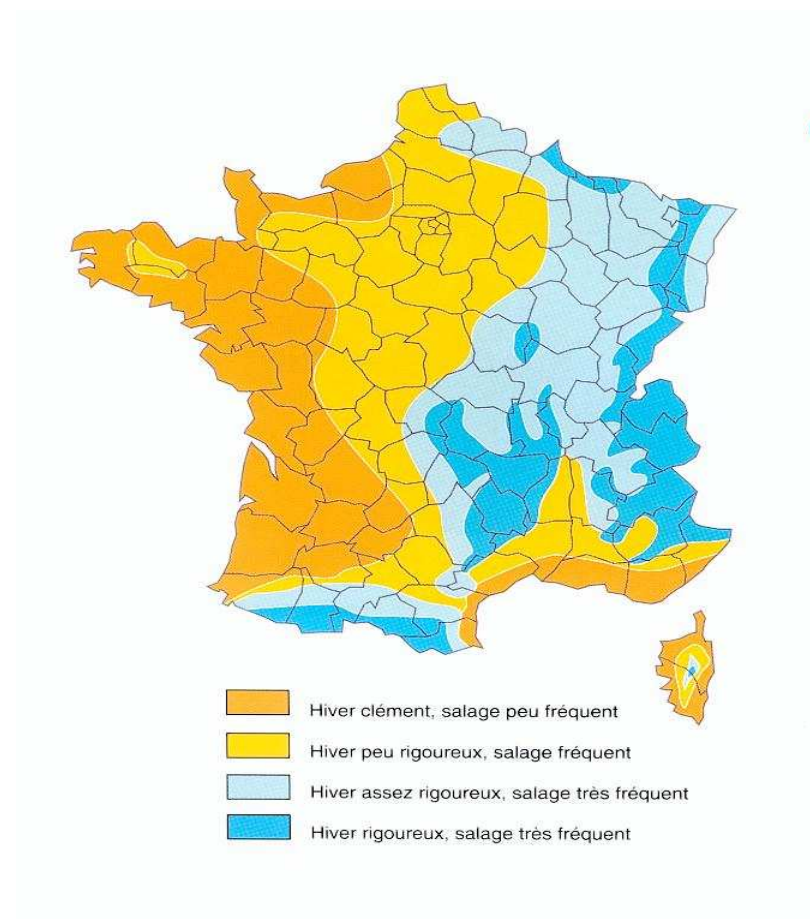 Hiver clément, salage peu fréquent
Hiver peu rigoureux, salage fréquent
Hiver assez rigoureux, salage très fréquent
Hiver rigoureux, salage très fréquent